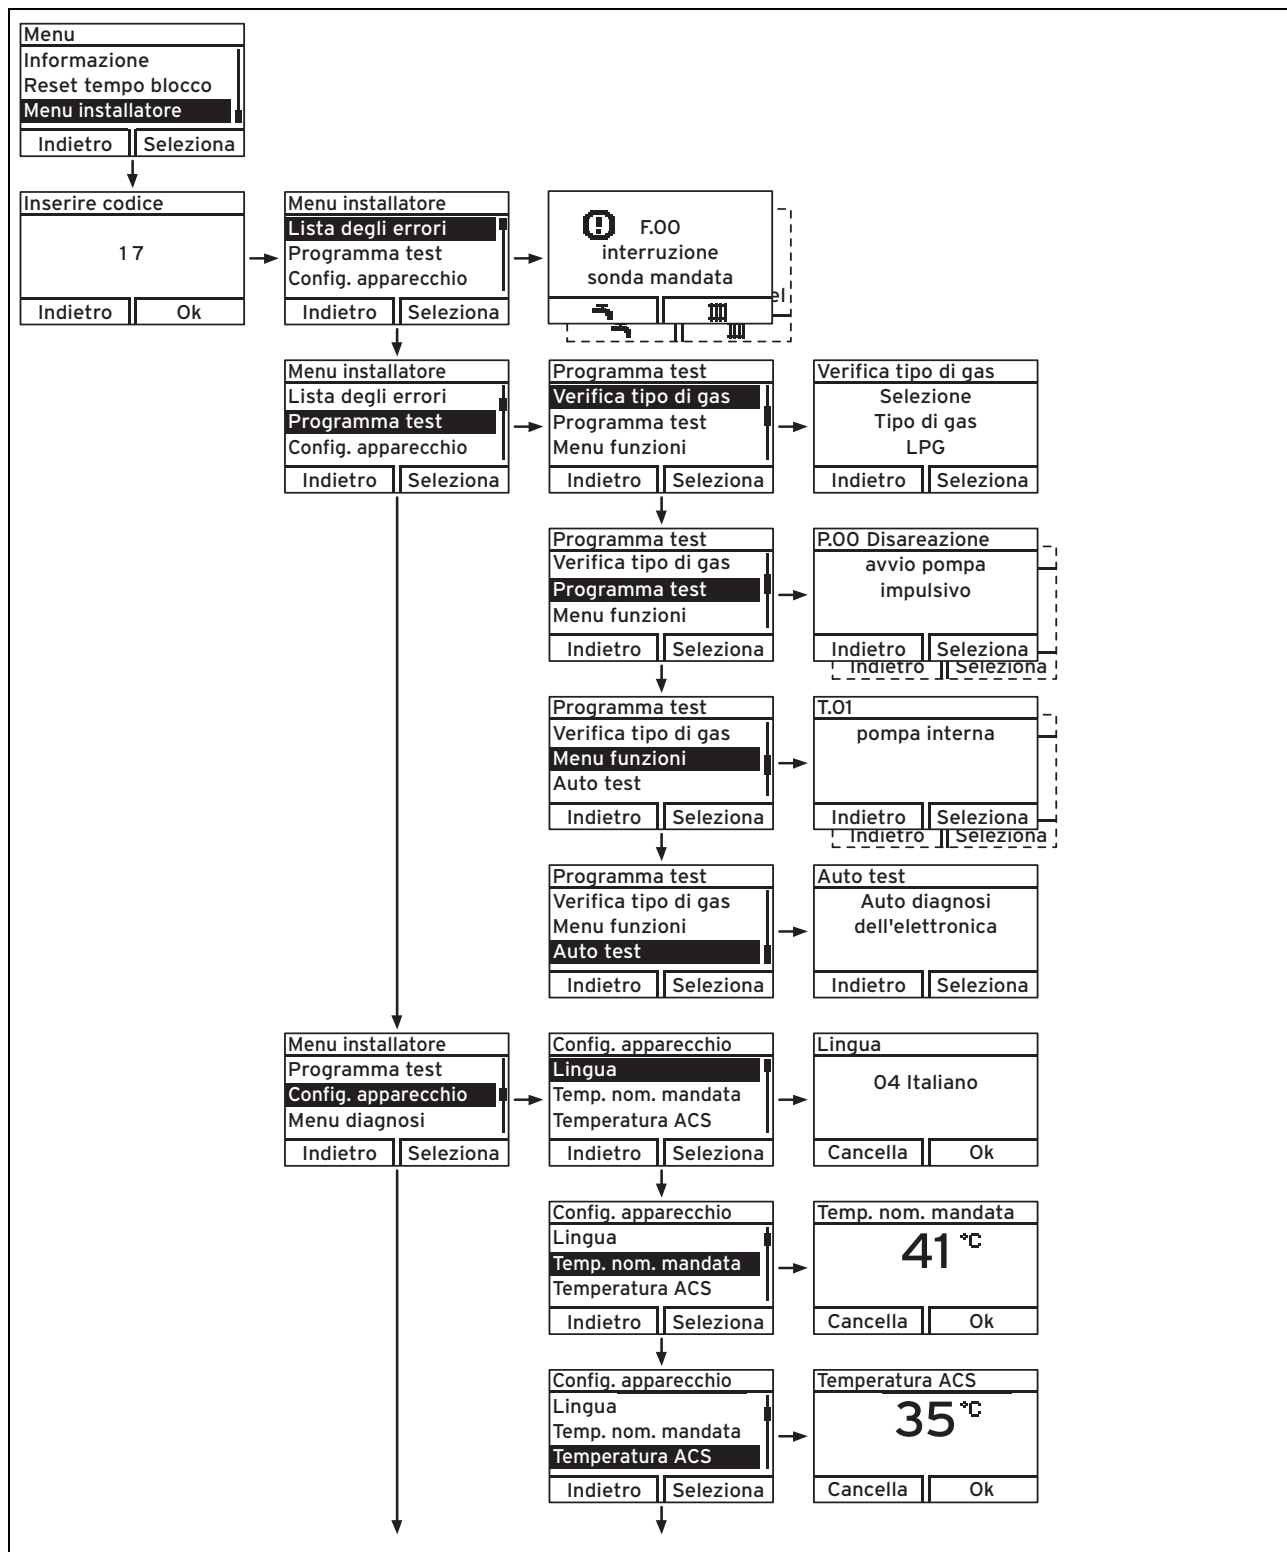 Menu
Informazione
Reset tempo blocco
Menu installatore
Indietro Seleziona
Inserire codice
17
Indietro Ok
Menu installatore
Lista degli errori
Programma test
Config. apparecchio
Indietro Seleziona
F.00
interruzione
sonda mandata
el
Menu installatore
Lista degli errori
Programma test
Config. apparecchio
Indietro Seleziona
Programma test
Verifica tipo di gas
Programma test
Menu funzioni
Indietro Seleziona
Verifica tipo di gas
Selezione
Tipo di gas
LPG
Indietro Seleziona
Programma test
Verifica tipo di gas
Programma test
Menu funzioni
Indietro Seleziona
P.00 Disareazione
avvio pompa
impulsivo
Indietro Seleziona
Indietro Seleziona
Programma test
Verifica tipo di gas
Menu funzioni
Auto test
Indietro Seleziona
T.01
pompa interna
Indietro Seleziona
Indietro Seleziona
Programma test
Verifica tipo di gas
Menu funzioni
Auto test
Indietro Seleziona
Auto test
Auto diagnosi
dell'elettronica
Indietro Seleziona
Menu installatore
Programma test
Config. apparecchio
Menu diagnosi
Indietro Seleziona
Config. apparecchio
Lingua
Temp. nom. mandata
Temperatura ACS
Indietro Seleziona
Lingua
04 Italiano
Cancella Ok
Config. apparecchio
Lingua
Temp. nom. mandata
Temperatura ACS
Indietro Seleziona
Temp. nom. mandata
41 °C
Cancella Ok
Config. apparecchio
Lingua
Temp. nom. mandata
Temperatura ACS
Indietro Seleziona
Temperatura ACS
35 °C
Cancella Ok